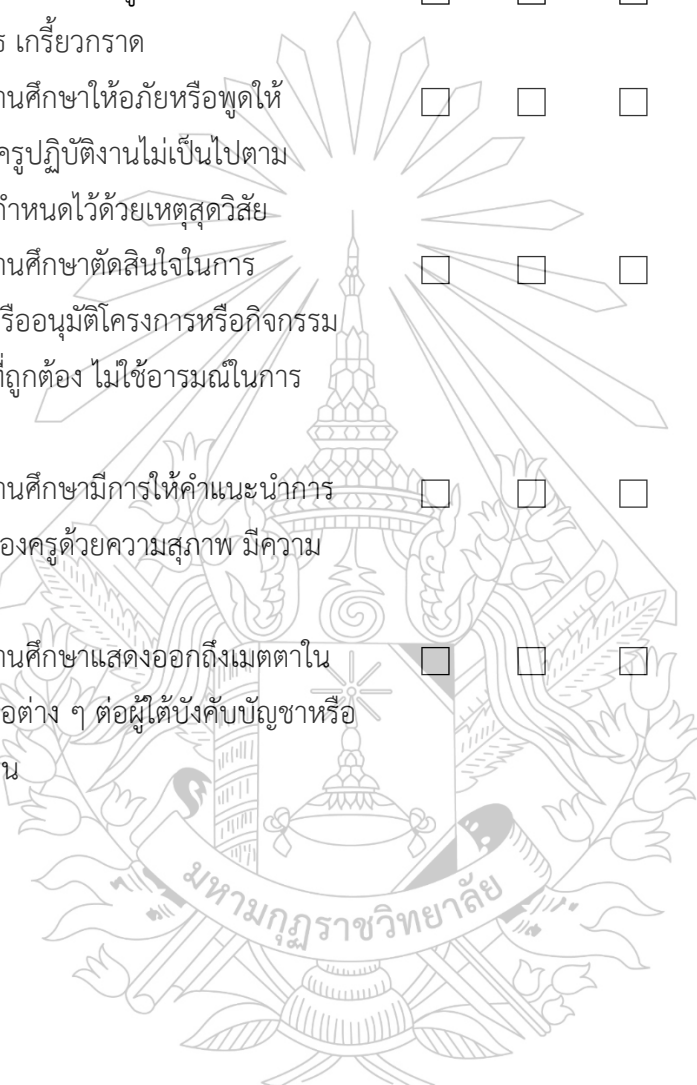 เกรี้ยวกราด
านศึกษาให้อภัยหรือพูดให้
ครูปฏิบัติงานไม่เป็นไปตาม
กำหนดไว้ด้วยเหตุสุดวิสัย
านศึกษาตัดสินใจในการ
รืออนุมัติโครงการหรือกิจกรรม
ที่ถูกต้อง ไม่ใช้อารมณ์ในการ
านศึกษามีการให้คำแนะนำการ
องครูด้วยความสุภาพ มีความ
านศึกษาแสดงออกถึงเมตตาใน
อต่าง ๆ ต่อผู้ใต้บังคับบัญชาหรือ
น
มหามกุฏราชวิทยาลัย